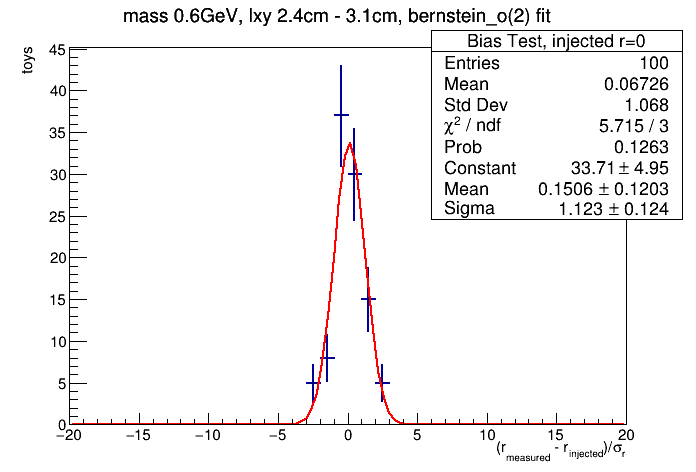 mass 0.6GeV, lxy 2.4cm - 3.1cm, bernstein_o(2) fit
toys
Bias Test, injected r=0
Entries 100
Mean 0.06726
Std Dev 1.068
χ² / ndf 5.715 / 3
Prob 0.1263
Constant 33.71 ± 4.95
Mean 0.1506 ± 0.1203
Sigma 1.123 ± 0.124
45
40
35
30
25
20
15
10
5
0
−20 −15 −10 −5 0 5 10 15 20
(r_measured - r_injected)/σ_r